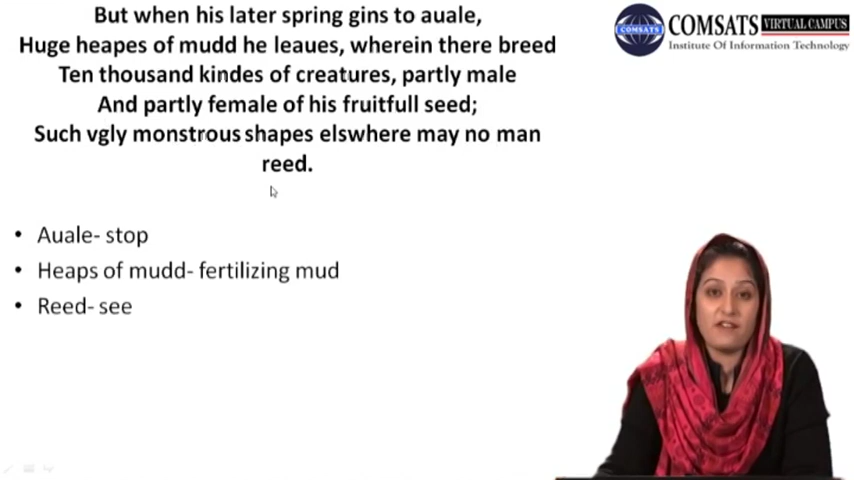 But when his later spring gins to auale,
Huge heapes of mudd he leaues, wherein there breed
Ten thousand kindes of creatures, partly male
And partly female of his fruitfull seed;
Such vgly monstrous shapes elswhere may no man
reed.
• Auale- stop
• Heaps of mudd- fertilizing mud
• Reed- see
COMSATS
COMSATS VIRTUAL CAMPUS
Institute Of Information Technology